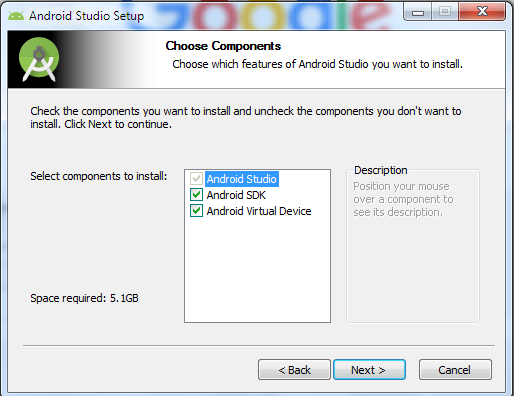 Android Studio Setup
Google
Choose Components
Choose which features of Android Studio you want to install.
Check the components you want to install and uncheck the components you don't want to
install. Click Next to continue.
Select components to install:
Android Studio
Android SDK
Android Virtual Device
Description
Position your mouse
over a component to
see its description.
Space required: 5.1GB
< Back
Next >
Cancel